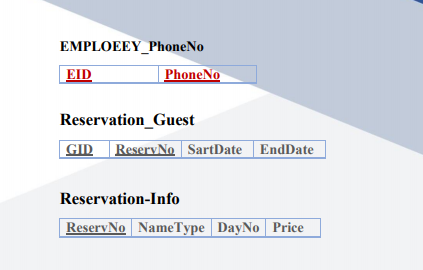 EMPLOEEY_PhoneNo
EID PhoneNo
Reservation_Guest
GID ReservNo SartDate EndDate
Reservation-Info
ReservNo NameType DayNo Price